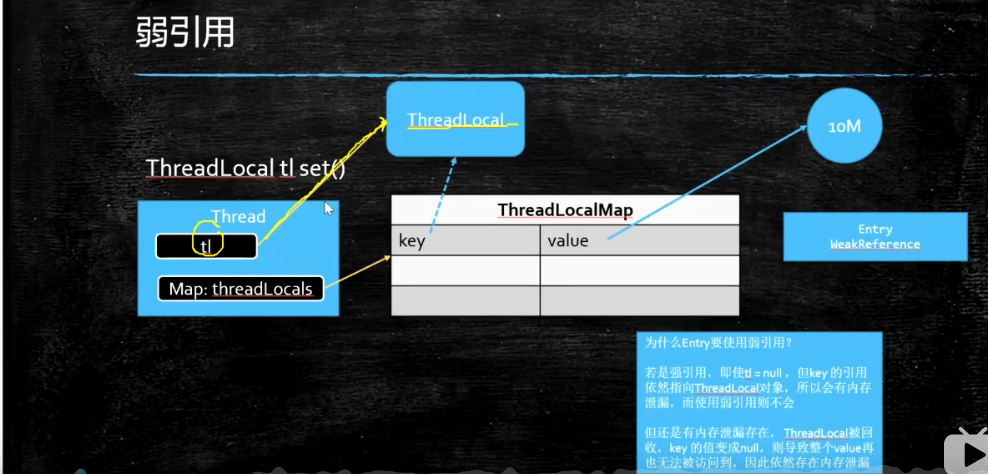 弱引用
ThreadLocal
10M
ThreadLocal tl set()
Thread
tl
Map: threadLocals
ThreadLocalMap
key
value
Entry
WeakReference
为什么Entry要使用弱引用？
若是强引用，即使tl = null ，但key 的引用
依然指向ThreadLocal对象，所以会有内存
泄漏，而使用弱引用则不会
但还是有内存泄漏存在， ThreadLocal被回
收，key 的值变成null，则导致整个value再
也无法被访问到，因此依然存在内存泄漏